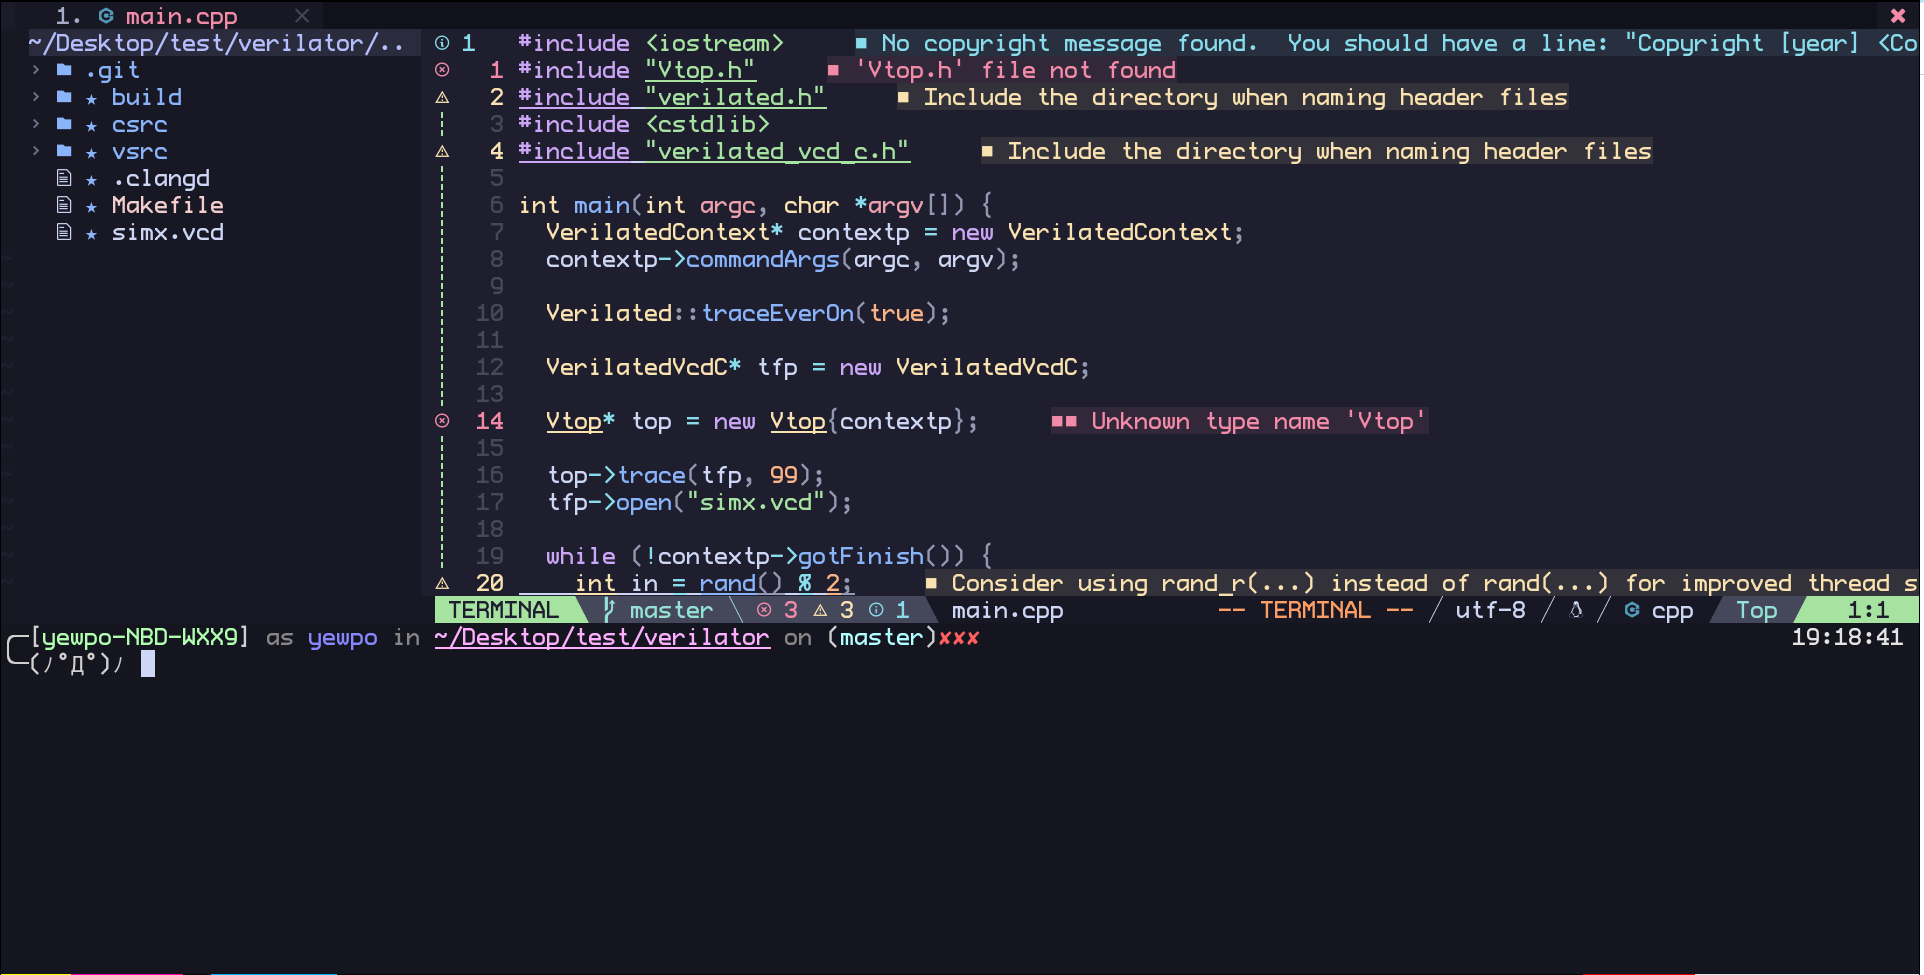 1. main.cpp
~/Desktop/test/verilator/..
.git
build
csrc
vsrc
.clangd
Makefile
simx.vcd
1 #include <iostream> No copyright message found. You should have a line: "Copyright [year] <Co
1 #include "Vtop.h" 'Vtop.h' file not found
2 #include "verilated.h" Include the directory when naming header files
3 #include <cstdlib>
4 #include "verilated_vcd_c.h" Include the directory when naming header files
5
6 int main(int argc, char *argv[]) {
7 VerilatedContext* contextp = new VerilatedContext;
8 contextp->commandArgs(argc, argv);
9
10 Verilated::traceEverOn(true);
11
12 VerilatedVcdC* tfp = new VerilatedVcdC;
13
14 Vtop* top = new Vtop{contextp}; Unknown type name 'Vtop'
15
16 top->trace(tfp, 99);
17 tfp->open("simx.vcd");
18
19 while (!contextp->gotFinish()) {
20 int in = rand() % 2; Consider using rand_r(...) instead of rand(...) for improved thread s
TERMINAL master 3 3 1 main.cpp -- TERMINAL -- utf-8 cpp Top 1:1
[yewpo-NBD-WXX9] as yewpo in ~/Desktop/test/verilator on (master)✘✘✘ 19:18:41
(ﾉ°Д°)ﾉ